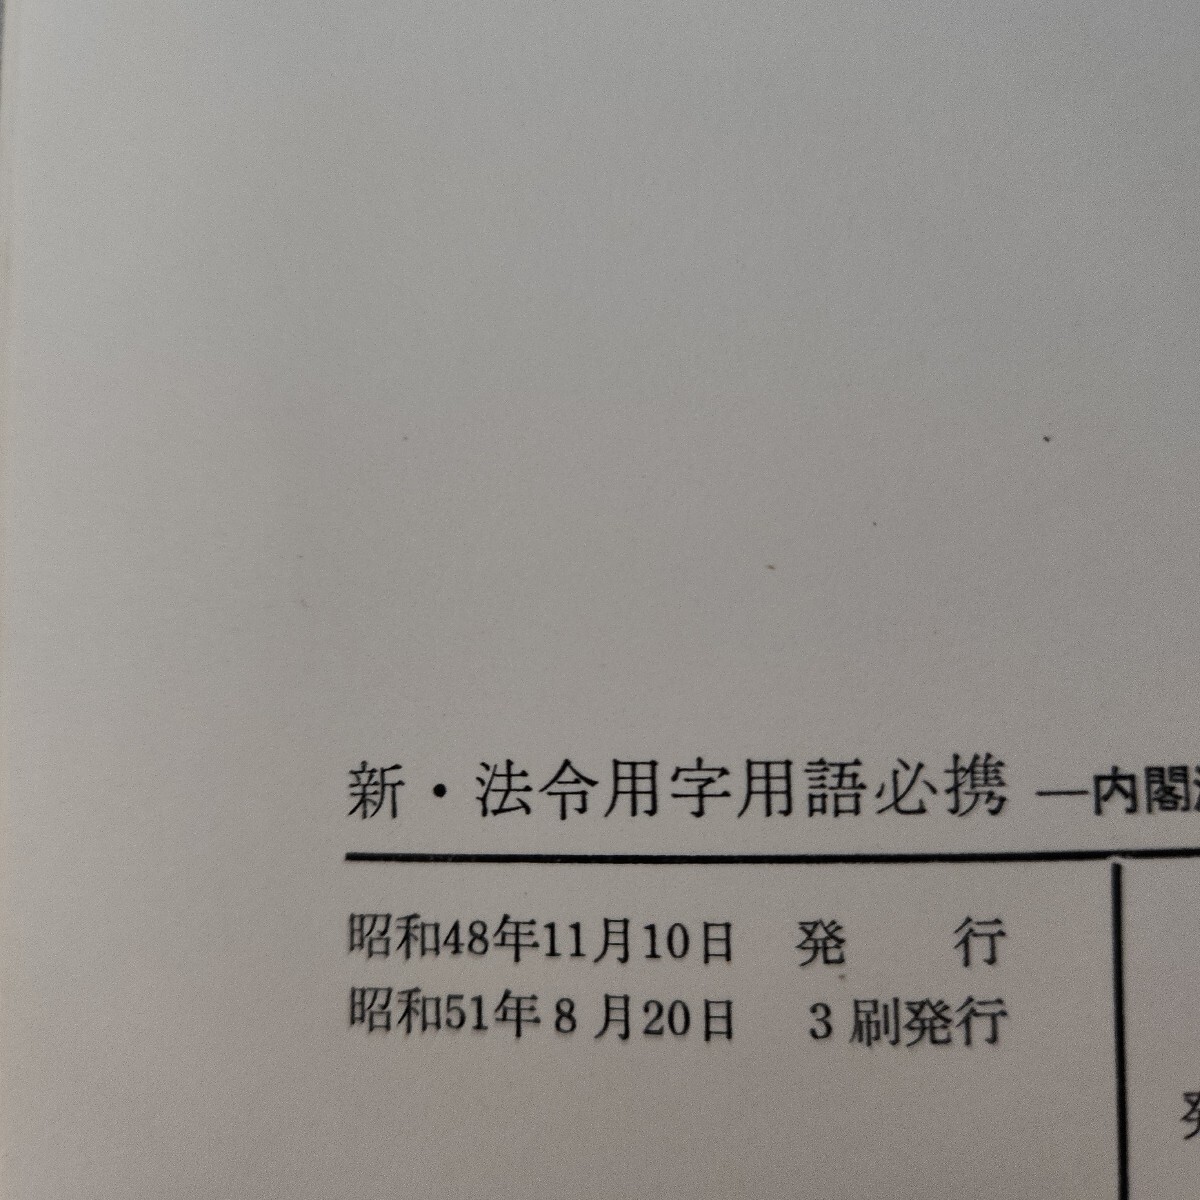 新・法令用字用語必携 ―内閣
昭和48年11月10日 発 行
昭和51年8月20日 3刷発行